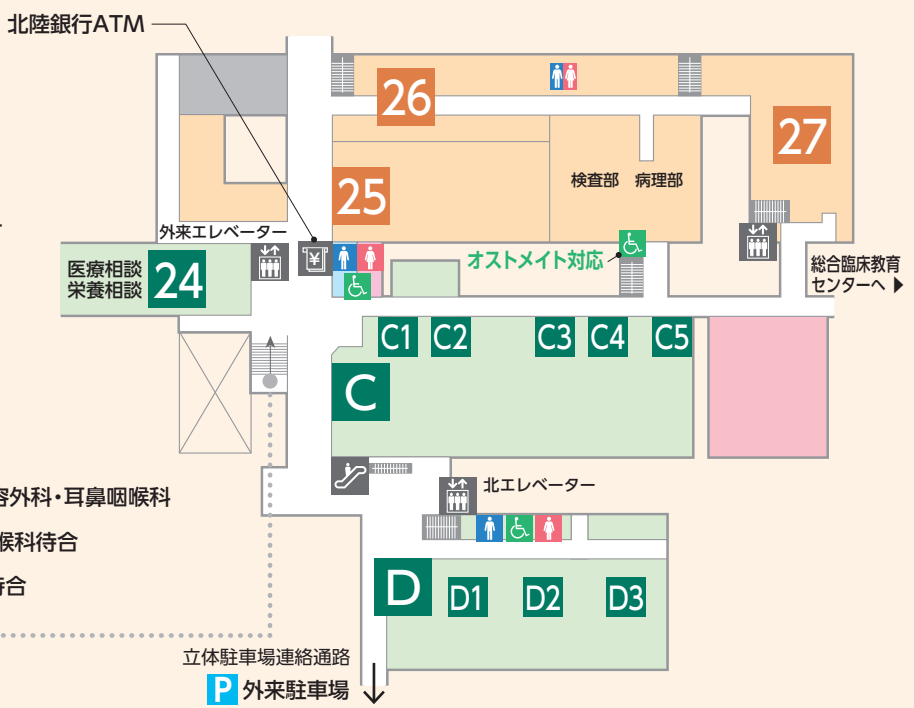 北陸銀行ATM
26
27
25
検査部 病理部
外来エレベーター
¥
オストメイト対応
医療相談
栄養相談
24
総合臨床教育
センターへ ▶
C1 C2 C3 C4 C5
C
北エレベーター
容外科・耳鼻咽喉科
喉科待合
待合
D
D1 D2 D3
立体駐車場連絡通路
P 外来駐車場